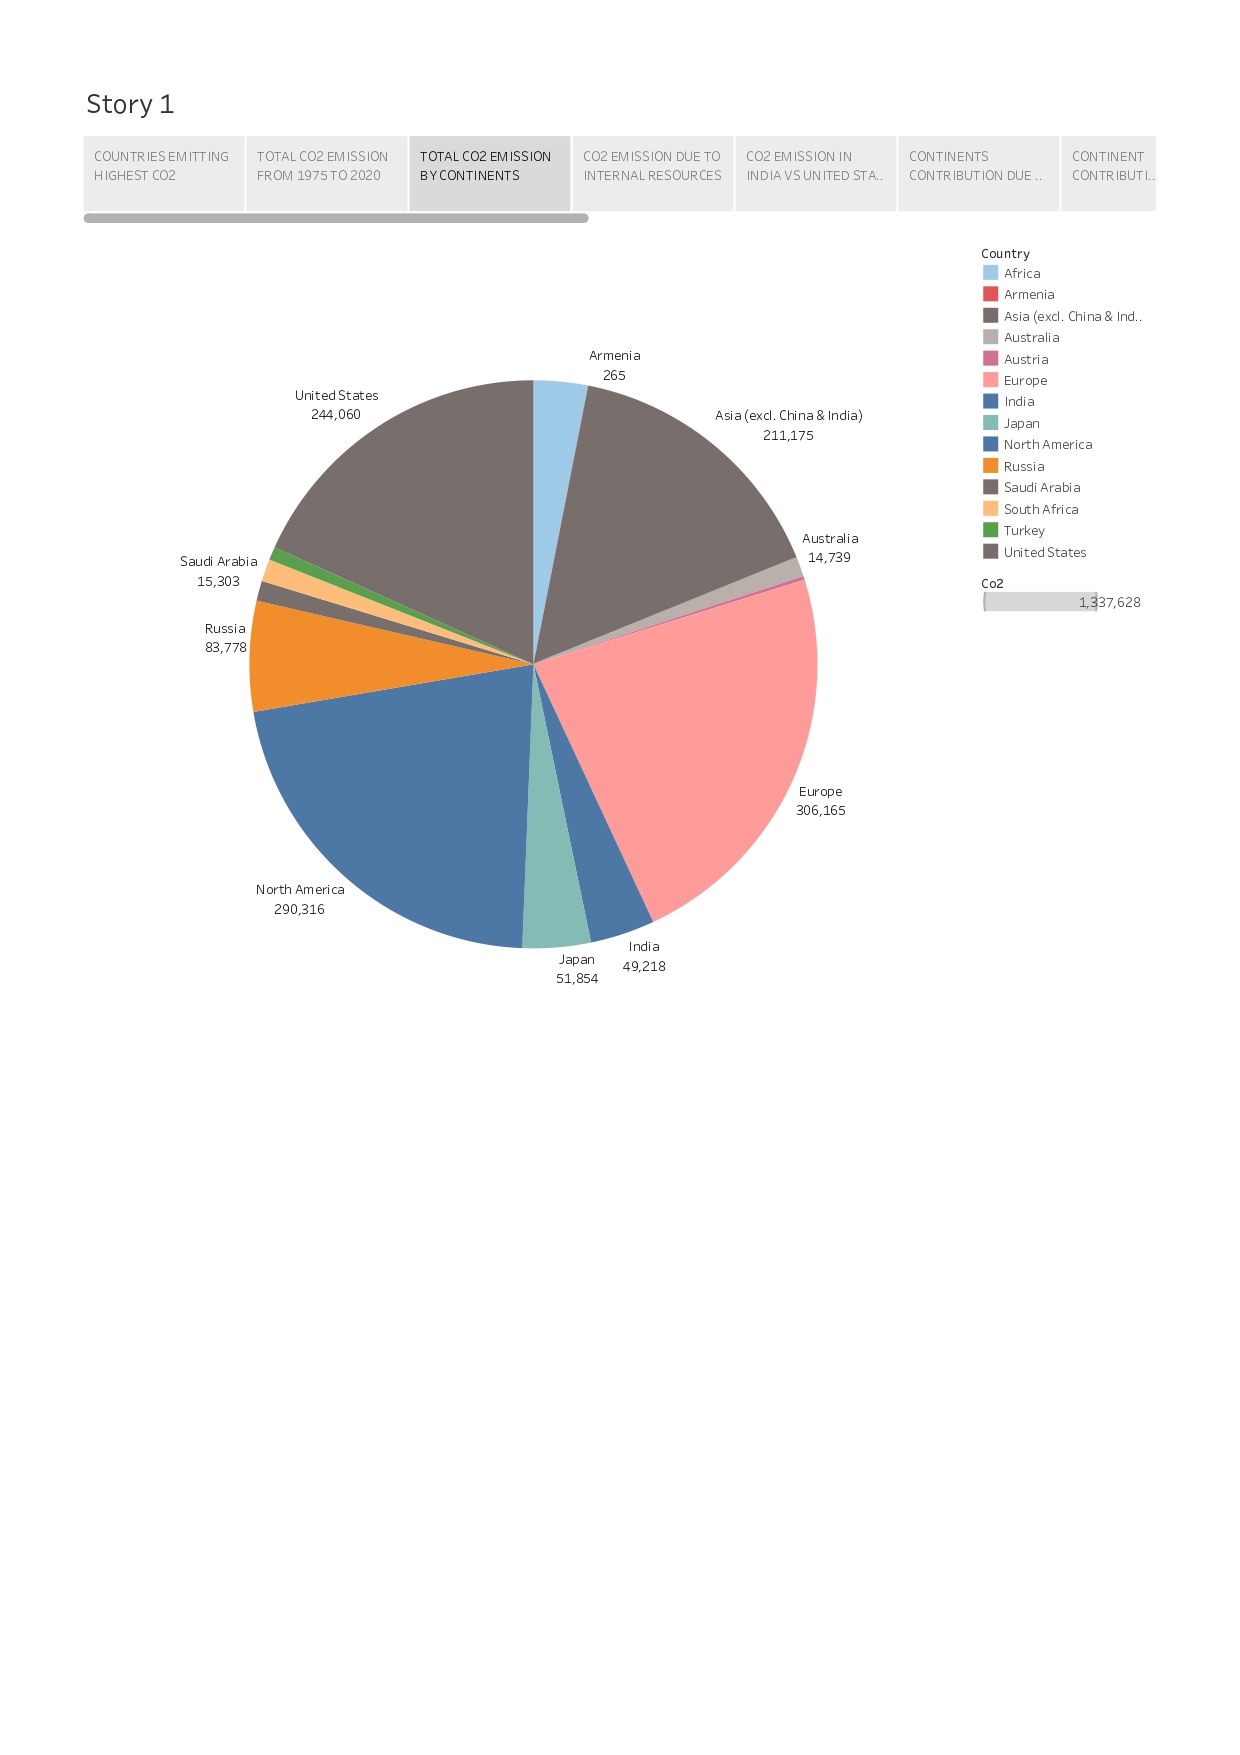 Story 1
COUNTRIES EMITTING
HIGHEST CO2
TOTAL CO2 EMISSION
FROM 1975 TO 2020
TOTAL CO2 EMISSION
BY CONTINENTS
CO2 EMISSION DUE TO
INTERNAL RESOURCES
CO2 EMISSION IN
INDIA VS UNITED STA..
CONTINENTS
CONTRIBUTION DUE ..
CONTINENT
CONTRIBUTI..
Country
Africa
Armenia
Asia (excl. China & Ind..
Australia
Austria
Europe
India
Japan
North America
Russia
Saudi Arabia
South Africa
Turkey
United States
Co2
1,337,628
Armenia
265
United States
244,060
Asia (excl. China & India)
211,175
Australia
14,739
Saudi Arabia
15,303
Russia
83,778
Europe
306,165
North America
290,316
India
49,218
Japan
51,854